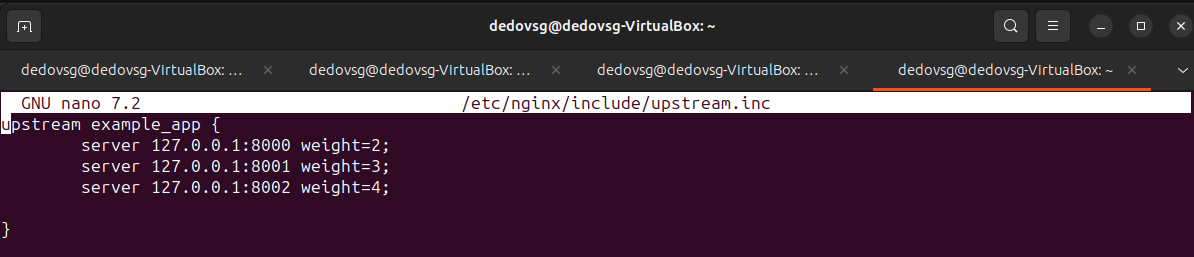 dedovsg@dedovsg-VirtualBox: ~
dedovsg@dedovsg-VirtualBox: ... dedovsg@dedovsg-VirtualBox: ... dedovsg@dedovsg-VirtualBox: ... dedovsg@dedovsg-VirtualBox: ~
GNU nano 7.2 /etc/nginx/include/upstream.inc
upstream example_app {
server 127.0.0.1:8000 weight=2;
server 127.0.0.1:8001 weight=3;
server 127.0.0.1:8002 weight=4;
}